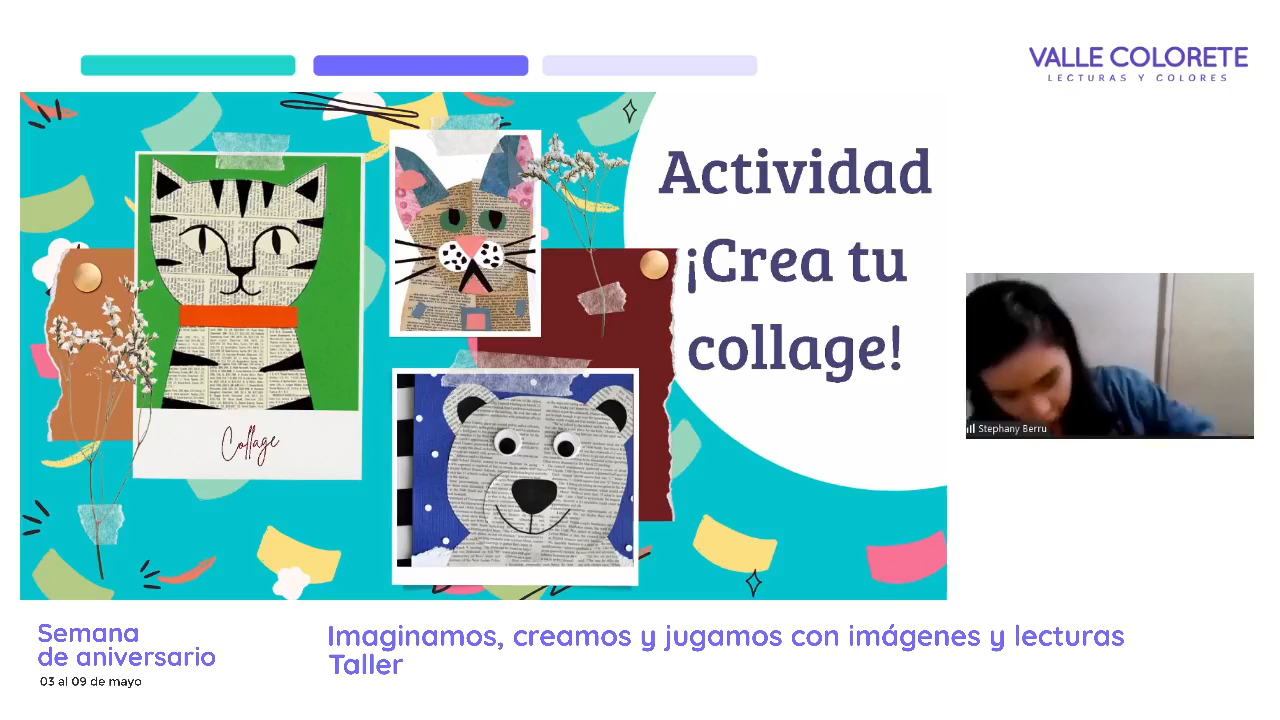 VALLE COLORETE
LECTURAS Y COLORES
Actividad
¡Crea tu
collage!
Collage
Stephany Berru
Semana
de aniversario
03 al 09 de mayo
Imaginamos, creamos y jugamos con imágenes y lecturas
Taller